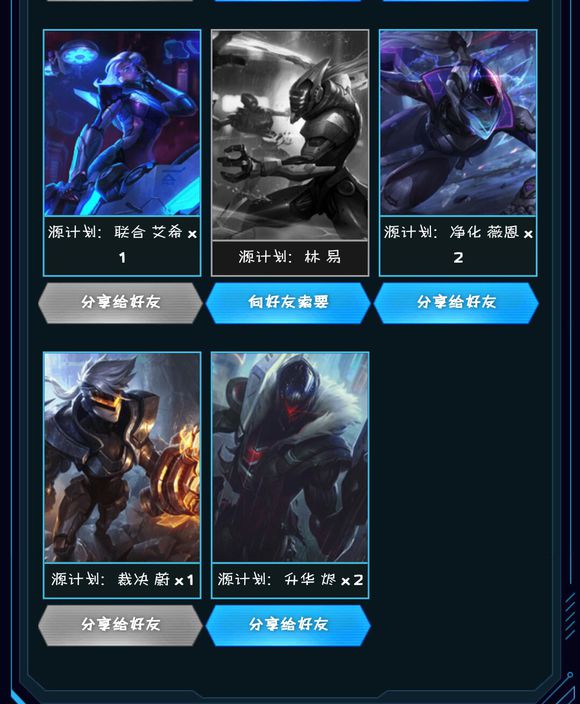 源计划：联合 艾希 x
1
源计划：林 易
源计划：净化 薇恩 x
2
分享给好友
向好友索要
分享给好友
源计划：裁决 蔚 x1
源计划：升华 烬 x2
分享给好友
分享给好友